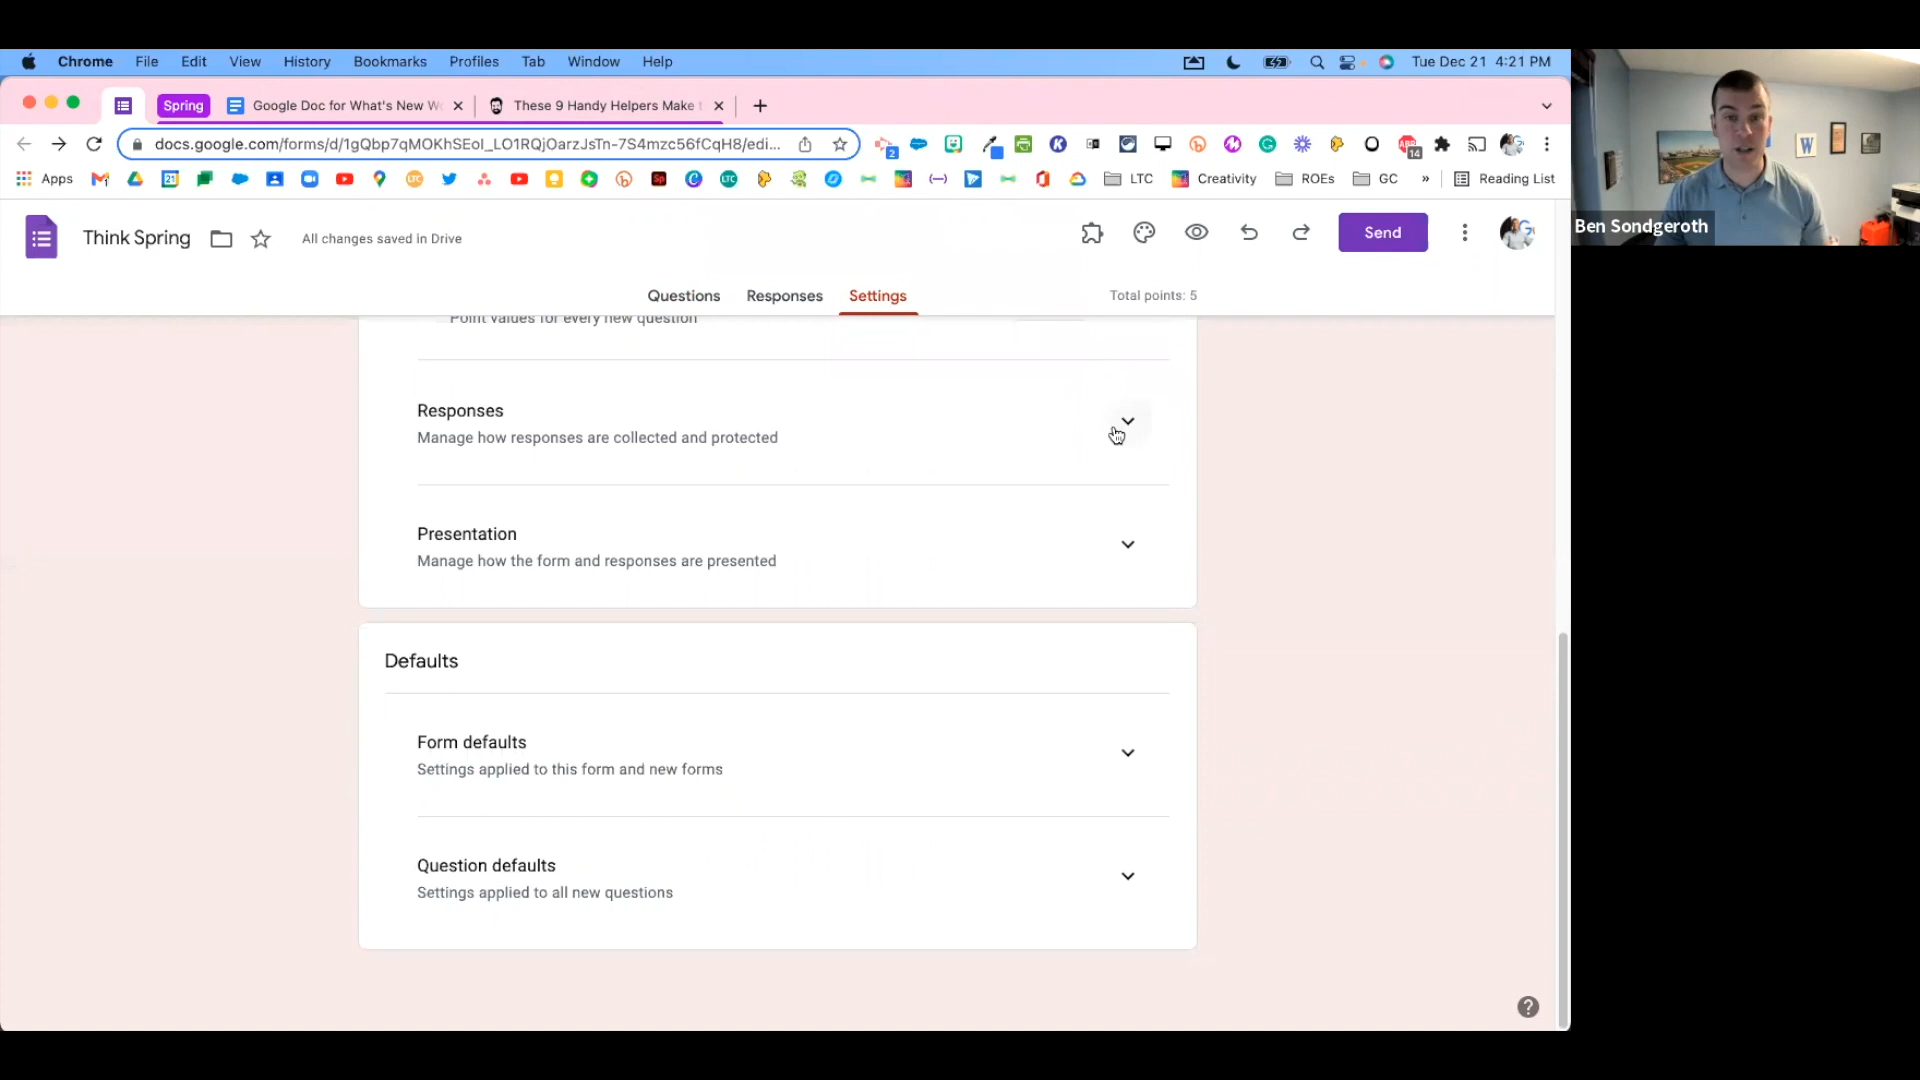 Chrome File Edit View History Bookmarks Profiles Tab Window Help
Tue Dec 21 4:21 PM
Spring
Google Doc for What's New W
These 9 Handy Helpers Make
docs.google.com/forms/d/1gQbp7qMOKhSEoI_LO1RQjOarzJsTn-7S4mzc56fCqH8/edi...
2
14
Apps
LTC
Creativity
ROEs
GC
»
Reading List
Think Spring
All changes saved in Drive
Send
Ben Sondgeroth
Questions
Responses
Settings
Total points: 5
Point values for every new question
Responses
Manage how responses are collected and protected
Presentation
Manage how the form and responses are presented
Defaults
Form defaults
Settings applied to this form and new forms
Question defaults
Settings applied to all new questions